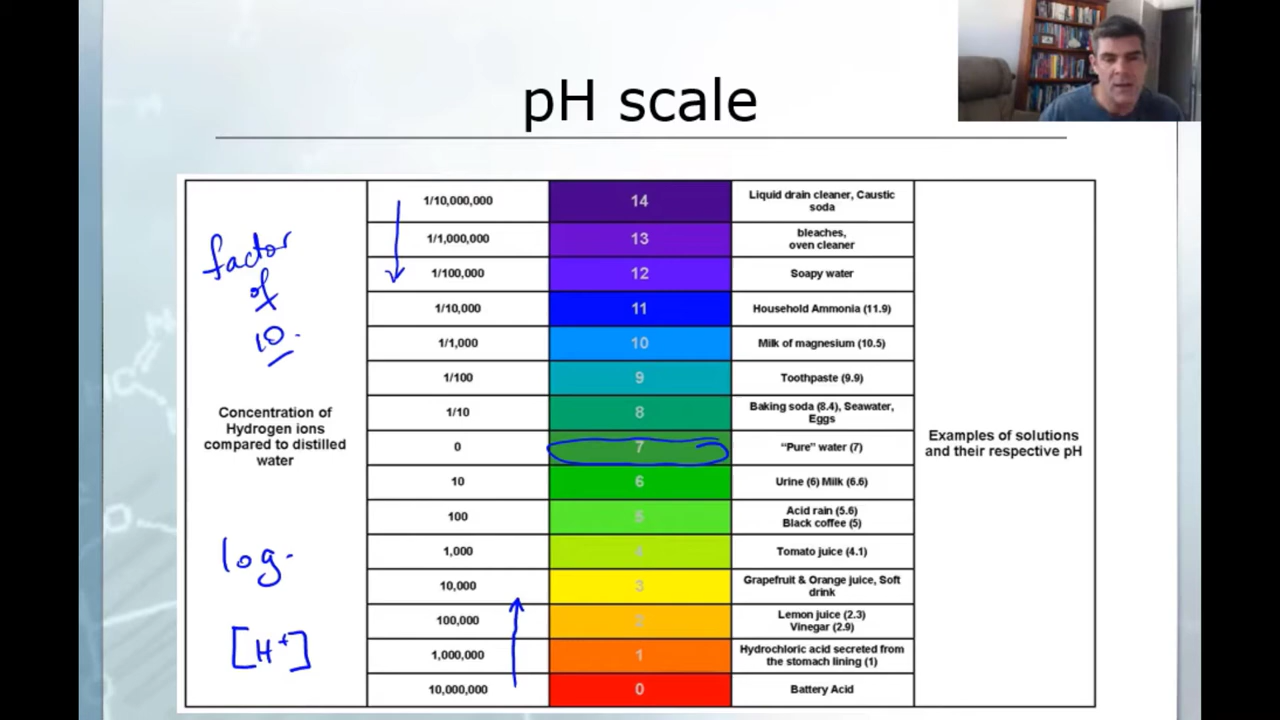 pH scale
1/10,000,000 14 Liquid drain cleaner, Caustic
soda
1/1,000,000 13 bleaches,
oven cleaner
1/100,000 12 Soapy water
1/10,000 11 Household Ammonia (11.9)
1/1,000 10 Milk of magnesium (10.5)
1/100 9 Toothpaste (9.9)
1/10 8 Baking soda (8.4), Seawater,
Eggs
0 7 “Pure” water (7)
10 6 Urine (6) Milk (6.6)
100 5 Acid rain (5.6)
Black coffee (5)
1,000 4 Tomato juice (4.1)
10,000 3 Grapefruit & Orange juice, Soft
drink
100,000 2 Lemon juice (2.3)
Vinegar (2.9)
1,000,000 1 Hydrochloric acid secreted from
the stomach lining (1)
10,000,000 0 Battery Acid
factor
of
10.
Concentration of
Hydrogen ions
compared to distilled
water
log.
[H+]
Examples of solutions
and their respective pH